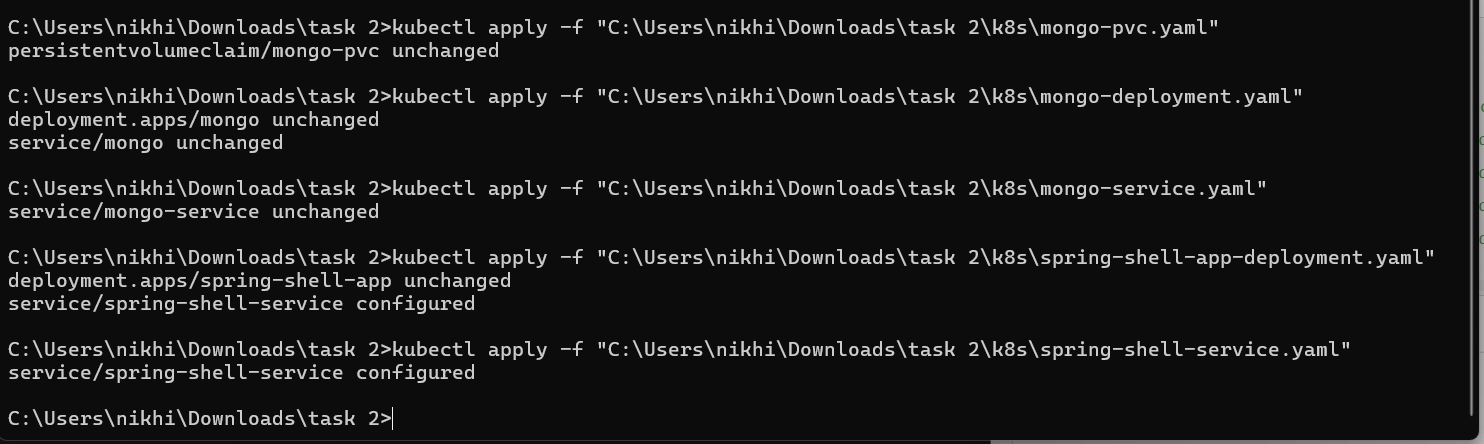 C:\Users\nikhi\Downloads\task 2>kubectl apply -f "C:\Users\nikhi\Downloads\task 2\k8s\mongo-pvc.yaml"
persistentvolumeclaim/mongo-pvc unchanged
C:\Users\nikhi\Downloads\task 2>kubectl apply -f "C:\Users\nikhi\Downloads\task 2\k8s\mongo-deployment.yaml"
deployment.apps/mongo unchanged
service/mongo unchanged
C:\Users\nikhi\Downloads\task 2>kubectl apply -f "C:\Users\nikhi\Downloads\task 2\k8s\mongo-service.yaml"
service/mongo-service unchanged
C:\Users\nikhi\Downloads\task 2>kubectl apply -f "C:\Users\nikhi\Downloads\task 2\k8s\spring-shell-app-deployment.yaml"
deployment.apps/spring-shell-app unchanged
service/spring-shell-service configured
C:\Users\nikhi\Downloads\task 2>kubectl apply -f "C:\Users\nikhi\Downloads\task 2\k8s\spring-shell-service.yaml"
service/spring-shell-service configured
C:\Users\nikhi\Downloads\task 2>